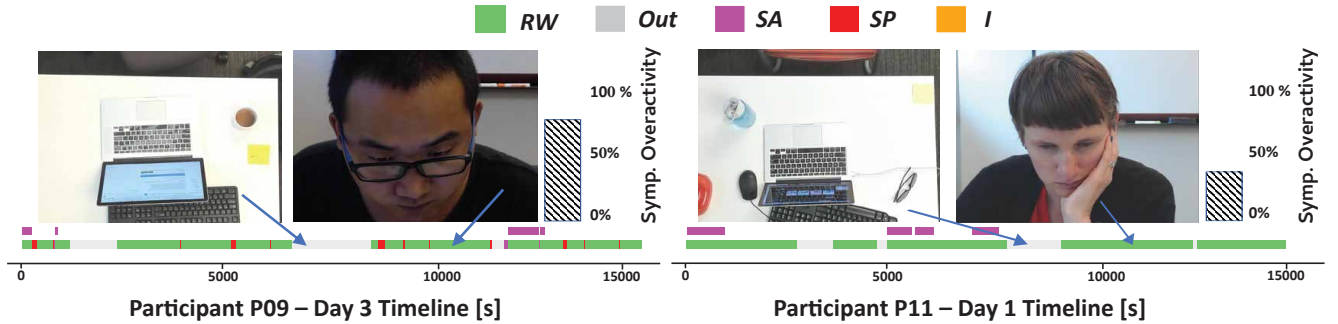 RW Out SA SP I
100 %
50%
0%
Symp. Overactivity
0 5000 10000 15000
Participant P09 – Day 3 Timeline [s]
100 %
50%
0%
Symp. Overactivity
0 5000 10000 15000
Participant P11 – Day 1 Timeline [s]